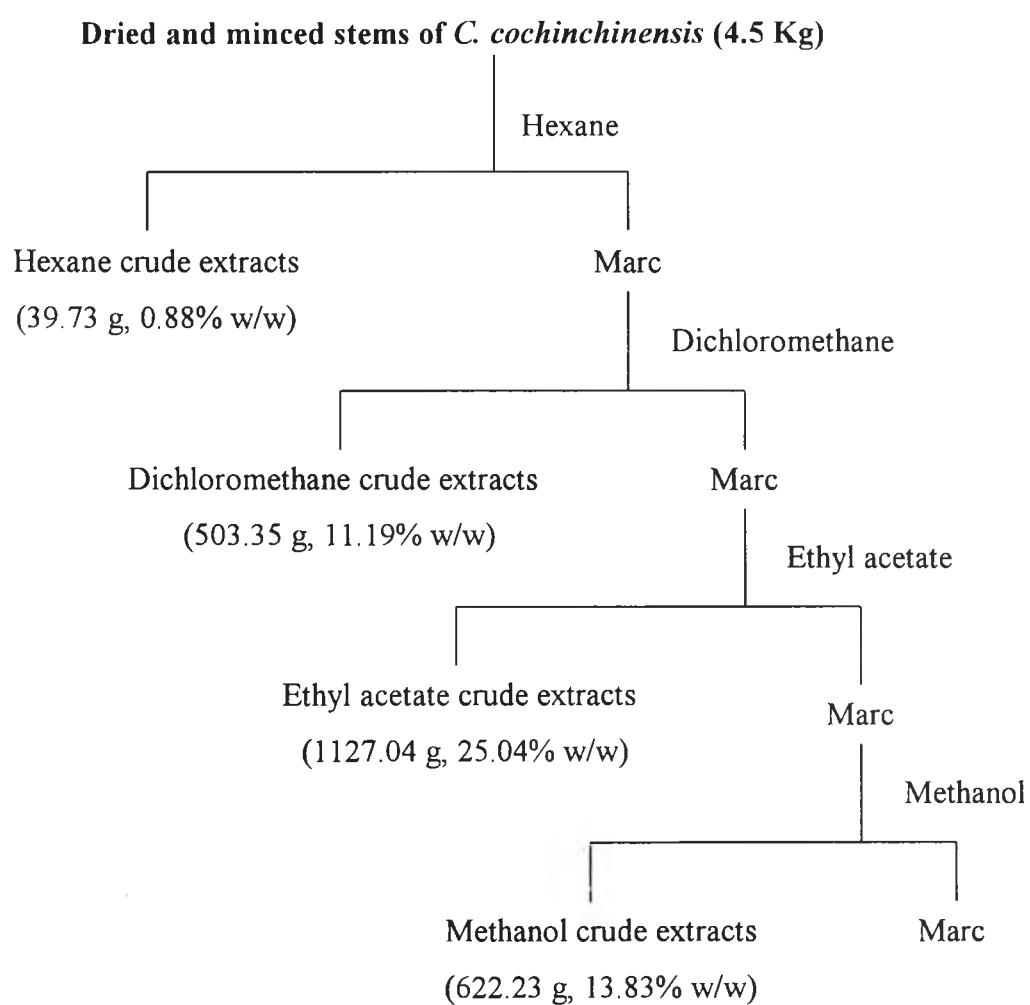 Dried and minced stems of C. cochinchinensis (4.5 Kg)
Hexane
Hexane crude extracts
(39.73 g, 0.88% w/w)
Marc
Dichloromethane
Dichloromethane crude extracts
(503.35 g, 11.19% w/w)
Marc
Ethyl acetate
Ethyl acetate crude extracts
(1127.04 g, 25.04% w/w)
Marc
Methanol
Methanol crude extracts
(622.23 g, 13.83% w/w)
Marc